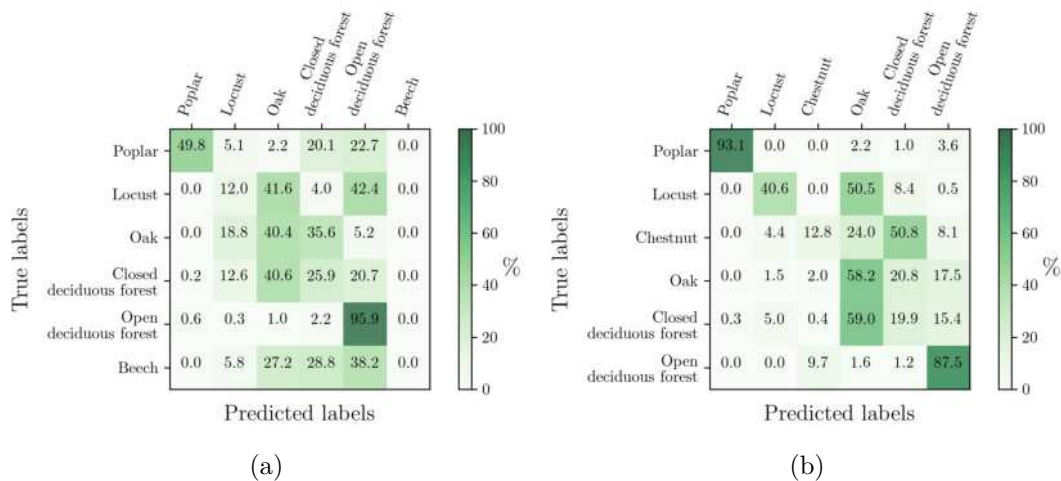 Poplar
Locust
Oak
Closed
deciduous forest
Open
deciduous forest
Beech
True labels
Poplar 49.8 5.1 2.2 20.1 22.7 0.0
Locust 0.0 12.0 41.6 4.0 42.4 0.0
Oak 0.0 18.8 40.4 35.6 5.2 0.0
Closed
deciduous forest 0.2 12.6 40.6 25.9 20.7 0.0
Open
deciduous forest 0.6 0.3 1.0 2.2 95.9 0.0
Beech 0.0 5.8 27.2 28.8 38.2 0.0
100
80
60
40
20
0
%
Predicted labels
(a)
Poplar
Locust
Chestnut
Oak
Closed
deciduous forest
Open
deciduous forest
True labels
Poplar 93.1 0.0 0.0 2.2 1.0 3.6
Locust 0.0 40.6 0.0 50.5 8.4 0.5
Chestnut 0.0 4.4 12.8 24.0 50.8 8.1
Oak 0.0 1.5 2.0 58.2 20.8 17.5
Closed
deciduous forest 0.3 5.0 0.4 59.0 19.9 15.4
Open
deciduous forest 0.0 0.0 9.7 1.6 1.2 87.5
100
80
60
40
20
0
%
Predicted labels
(b)